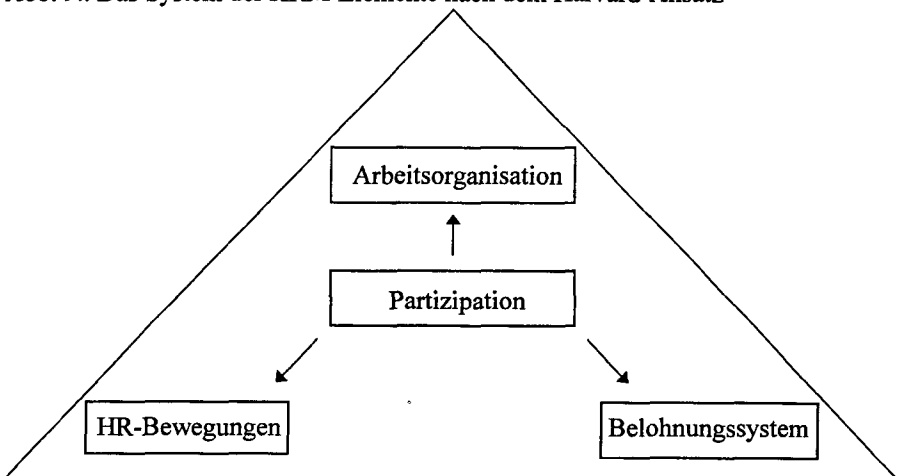 Arbeitsorganisation
Partizipation
HR-Bewegungen
Belohnungssystem